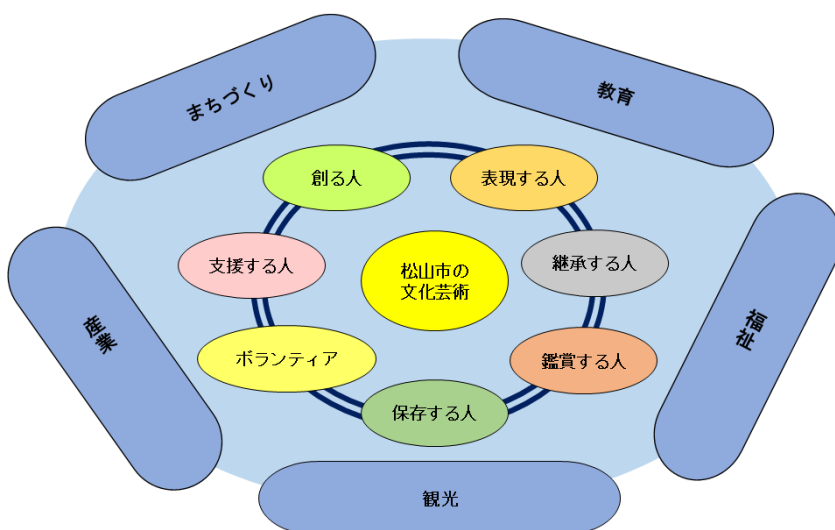 まちづくり
教育
創る人
表現する人
支援する人
松山市の
文化芸術
継承する人
産業
福祉
ボランティア
鑑賞する人
保存する人
観光